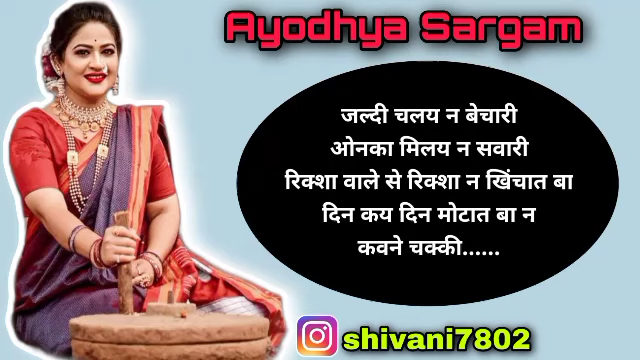 Ayodhya Sargam
जल्दी चलय न बेचारी
ओनका मिलय न सवारी
रिक्शा वाले से रिक्शा न खिंचात बा
दिन कय दिन मोटात बा न
कवने चक्की......
shivani7802